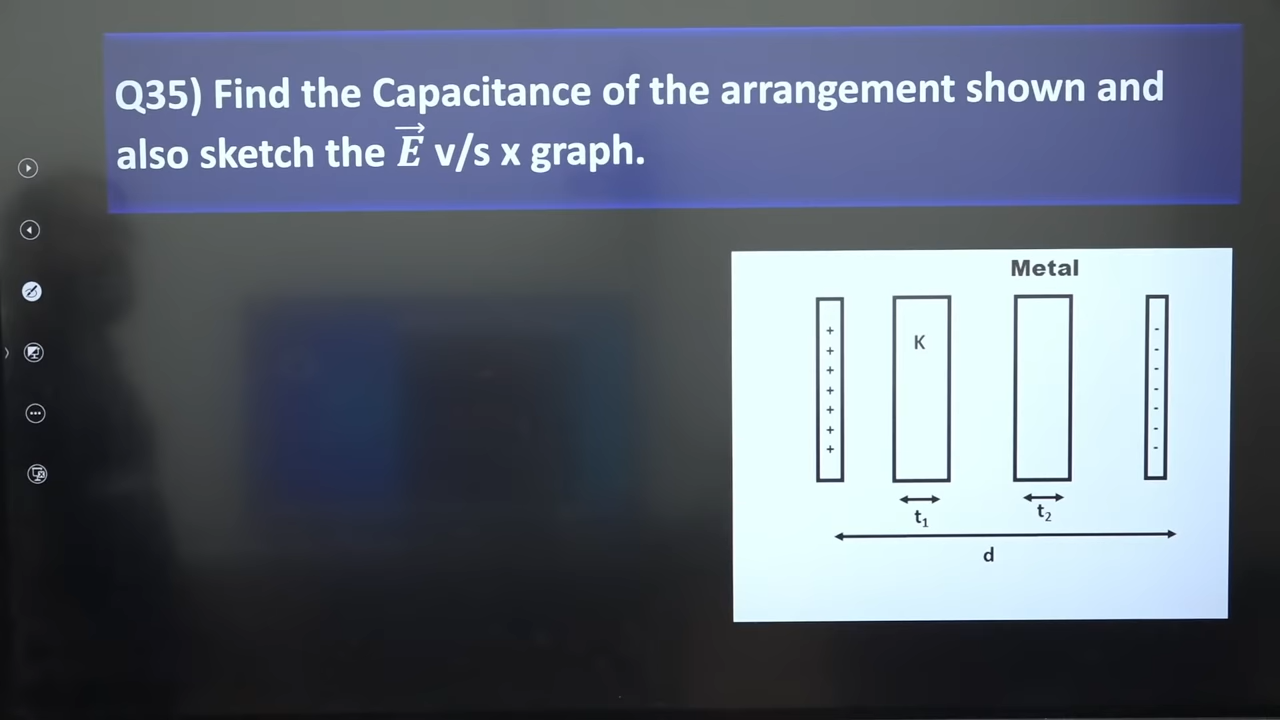 Q35) Find the Capacitance of the arrangement shown and
also sketch the E⃗ v/s x graph.
Metal
K
+
+
+
+
+
+
+
-
-
-
-
-
-
-
t₁
t₂
d